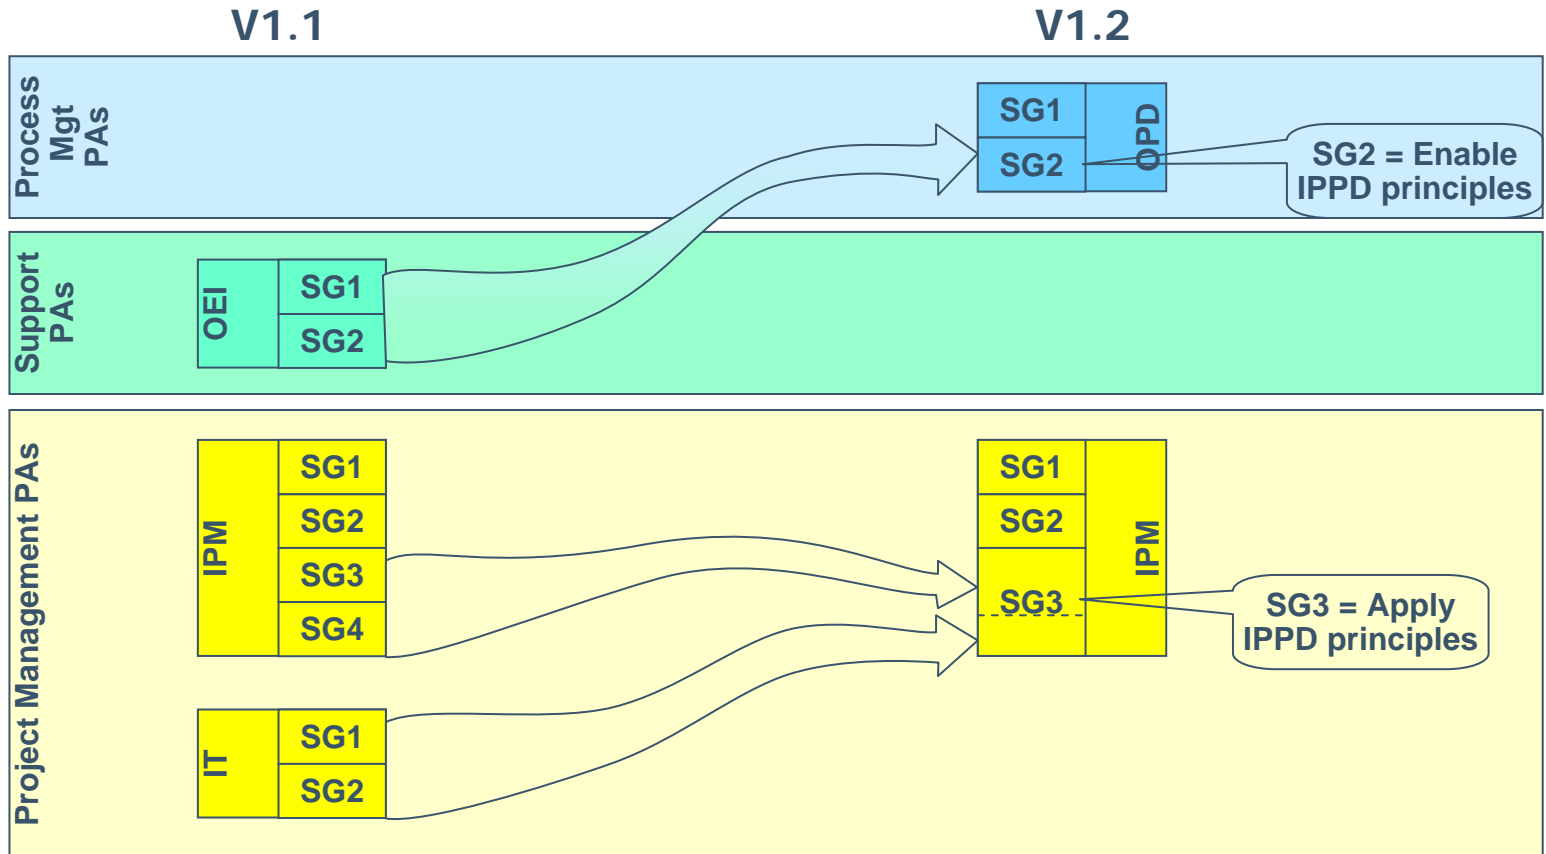 V1.1
V1.2
Process
Mgt
PAs
SG1
SG2
OPD
SG2 = Enable
IPPD principles
Support
PAs
OEI
SG1
SG2
Project Management PAs
IPM
SG1
SG2
SG3
SG4
SG1
SG2
SG3
IPM
SG3 = Apply
IPPD principles
IT
SG1
SG2